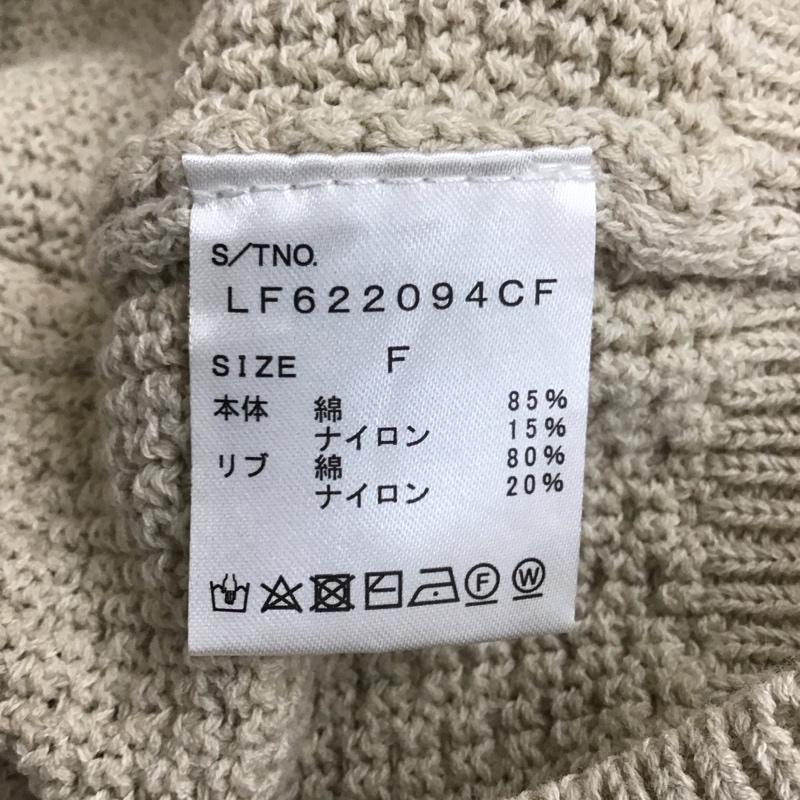 S/TNO.
LF622094CF
SIZE F
本体 綿 85%
ナイロン 15%
リブ 綿 80%
ナイロン 20%
F W